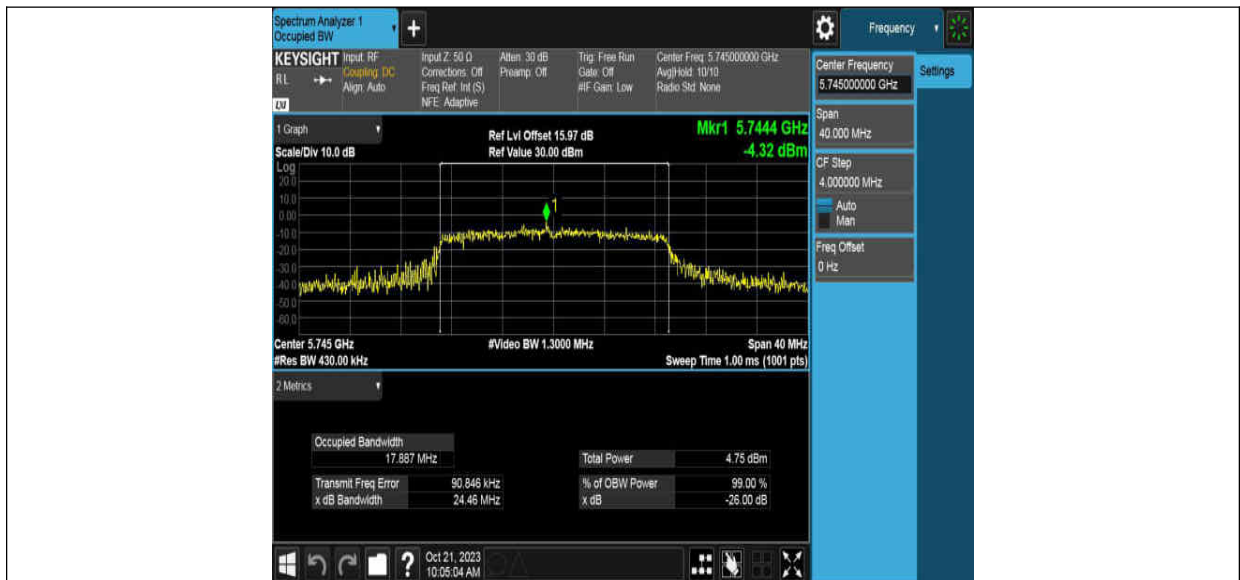 Spectrum Analyzer 1
Occupied BW
+
Frequency
KEYSIGHT
RL
LXI
Input: RF
Coupling: DC
Align: Auto
Input Z: 50 Ω
Corrections: Off
Freq Ref: Int (S)
NFE: Adaptive
Atten: 30 dB
Preamp: Off
Trig: Free Run
Gate: Off
#IF Gain: Low
Center Freq: 5.745000000 GHz
Avg|Hold: 10/10
Radio Std: None
Center Frequency
5.745000000 GHz
Settings
Span
40.000 MHz
CF Step
4.000000 MHz
Auto
Man
Freq Offset
0 Hz
1 Graph
Scale/Div 10.0 dB
Ref Lvl Offset 15.97 dB
Ref Value 30.00 dBm
Mkr1 5.7444 GHz
-4.32 dBm
Log
20.0
10.0
0.00
-10.0
-20.0
-30.0
-40.0
-50.0
-60.0
1
Center 5.745 GHz
#Video BW 1.3000 MHz
Span 40 MHz
#Res BW 430.00 kHz
Sweep Time 1.00 ms (1001 pts)
2 Metrics
Occupied Bandwidth
17.887 MHz
Total Power 4.75 dBm
Transmit Freq Error 90.846 kHz
% of OBW Power 99.00 %
x dB Bandwidth 24.46 MHz
x dB -26.00 dB
?
Oct 21, 2023
10:05:04 AM